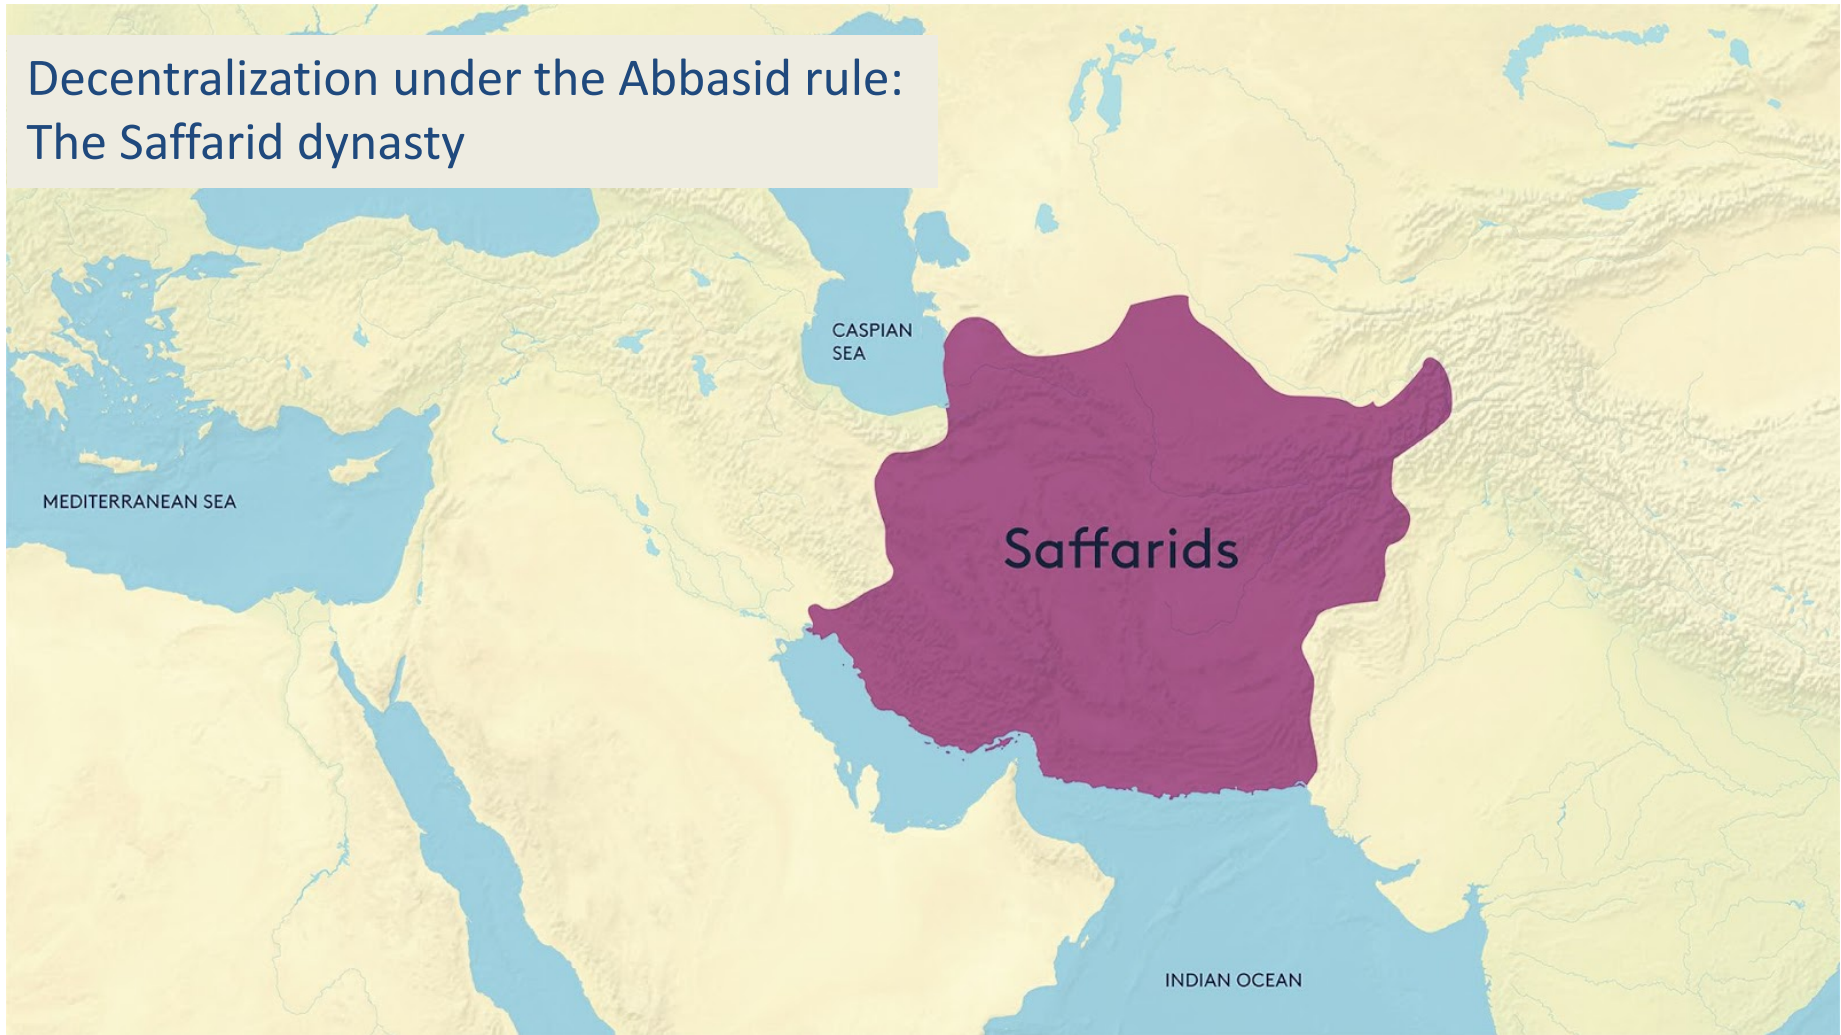 Decentralization under the Abbasid rule:
The Saffarid dynasty
CASPIAN
SEA
MEDITERRANEAN SEA
Saffarids
INDIAN OCEAN